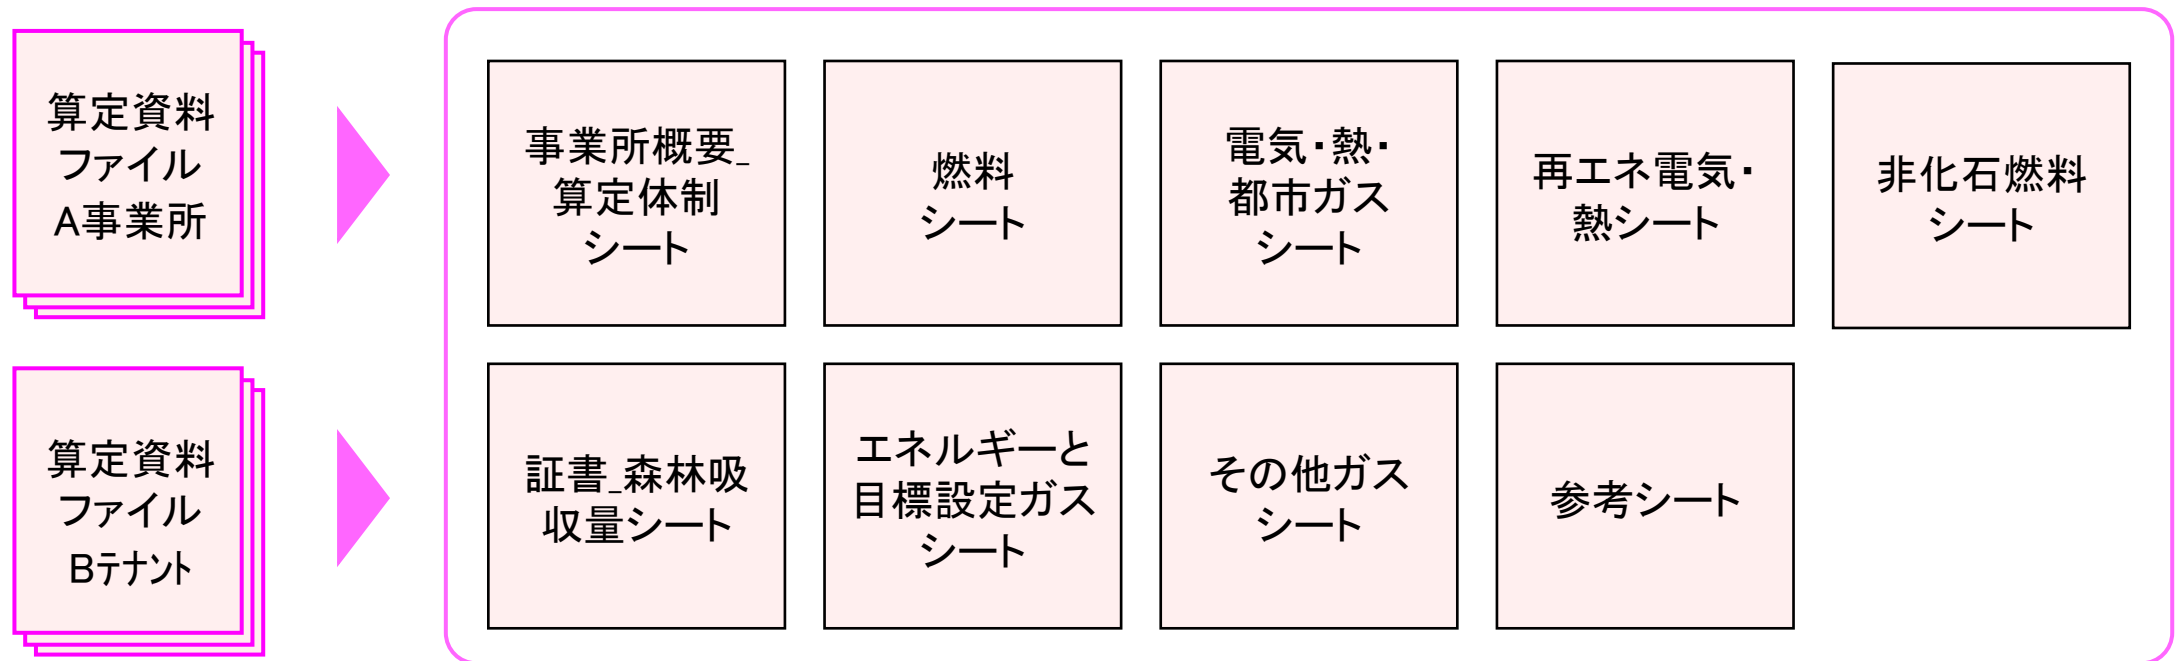 算定資料
ファイル
A事業所
事業所概要_
算定体制
シート
燃料
シート
電気・熱・
都市ガス
シート
再エネ電気・
熱シート
非化石燃料
シート
算定資料
ファイル
Bテナント
証書_森林吸
収量シート
エネルギーと
目標設定ガス
シート
その他ガス
シート
参考シート